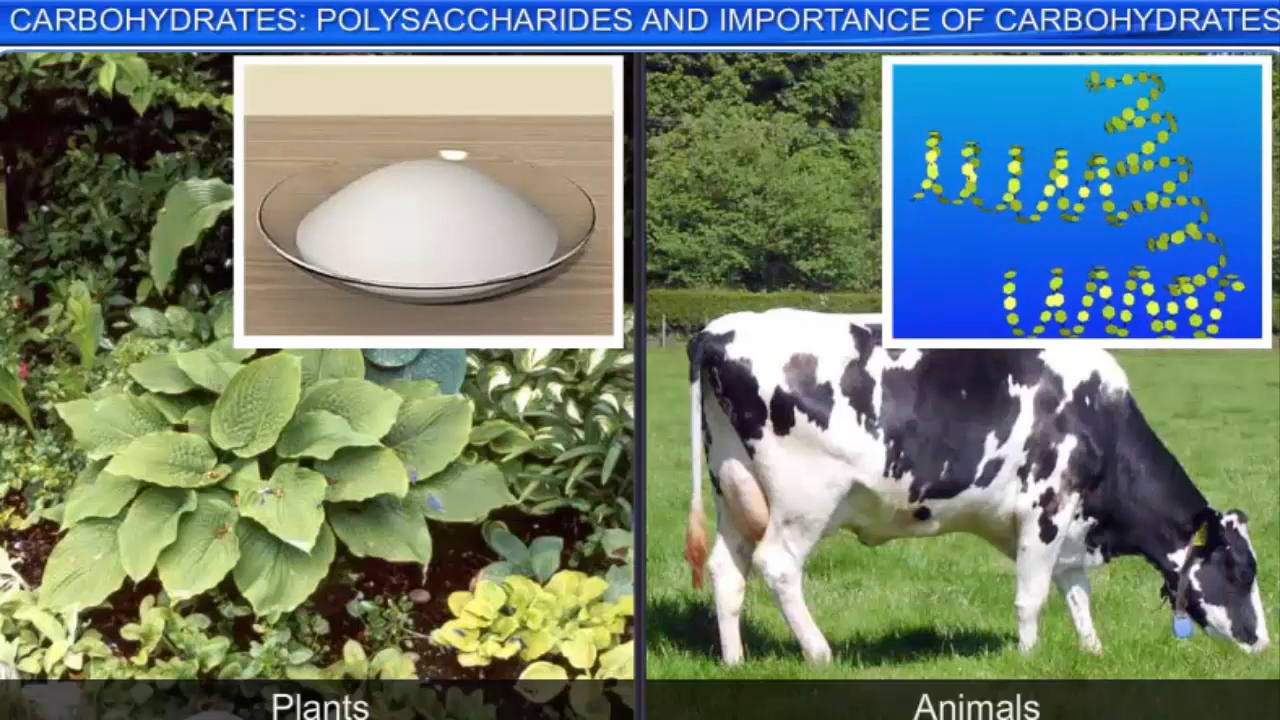 CARBOHYDRATES: POLYSACCHARIDES AND IMPORTANCE OF CARBOHYDRATES
Plants
Animals